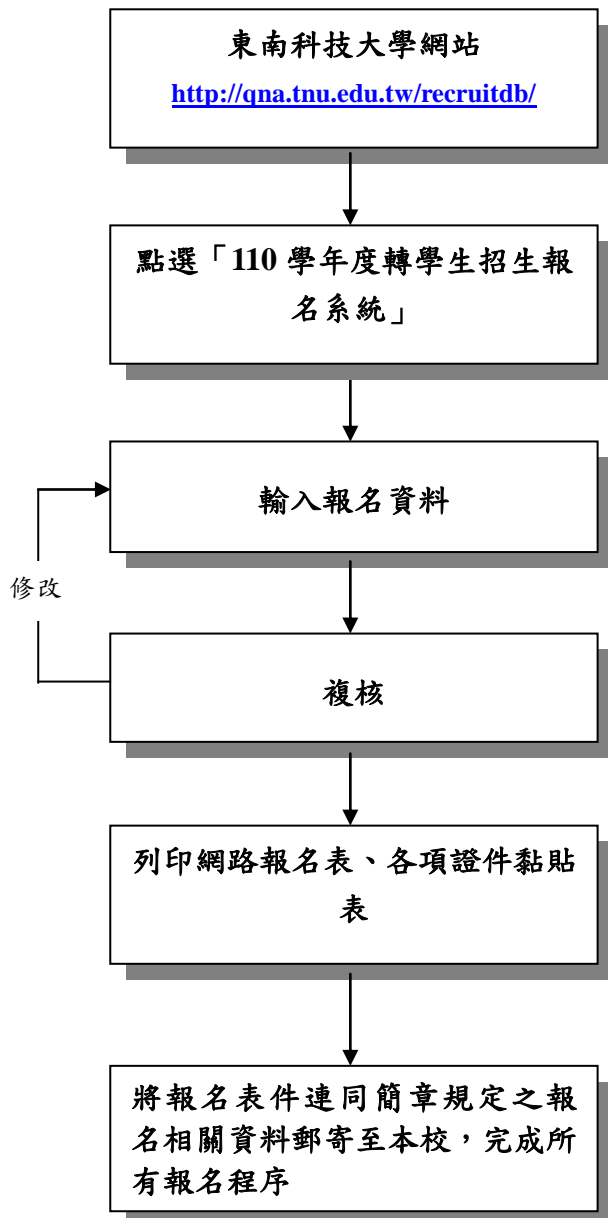 東南科技大學網站
http://qna.tnu.edu.tw/recruitdb/
點選「110 學年度轉學生招生報
名系統」
輸入報名資料
修改
複核
列印網路報名表、各項證件黏貼
表
將報名表件連同簡章規定之報
名相關資料郵寄至本校，完成所
有報名程序